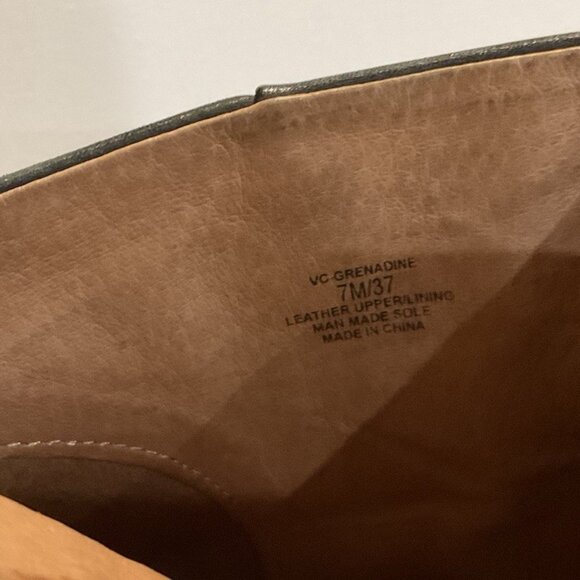 VC-GRENADINE
7M/37
LEATHER UPPER/LINING
MAN MADE SOLE
MADE IN CHINA